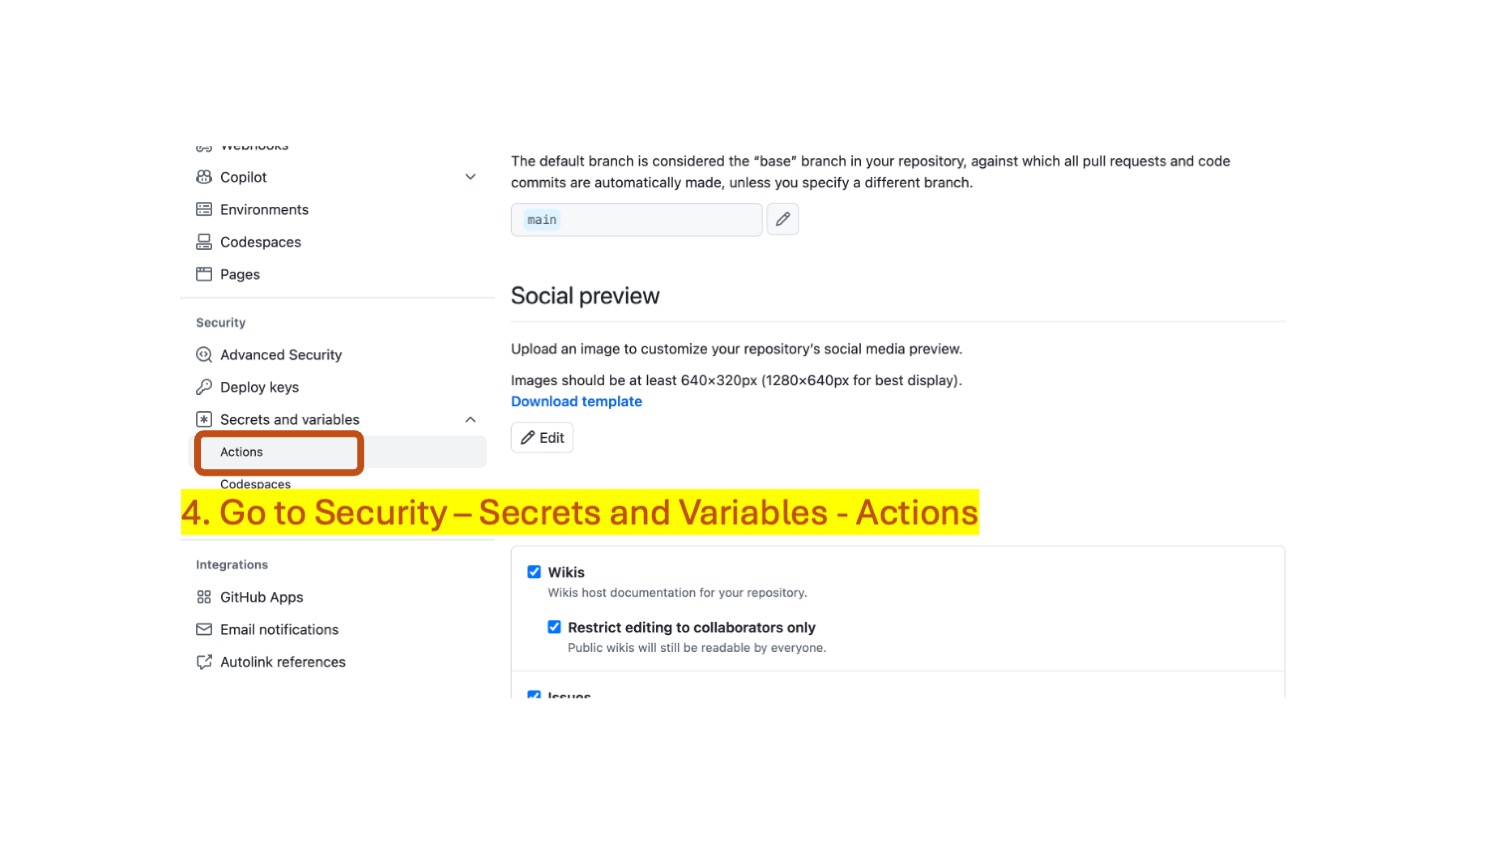 Webhooks
Copilot
Environments
Codespaces
Pages
Security
Advanced Security
Deploy keys
Secrets and variables
Actions
Codespaces
4. Go to Security – Secrets and Variables - Actions
Integrations
GitHub Apps
Email notifications
Autolink references
The default branch is considered the “base” branch in your repository, against which all pull requests and code
commits are automatically made, unless you specify a different branch.
main
Social preview
Upload an image to customize your repository's social media preview.
Images should be at least 640×320px (1280×640px for best display).
Download template
Edit
Wikis
Wikis host documentation for your repository.
Restrict editing to collaborators only
Public wikis will still be readable by everyone.
Issues